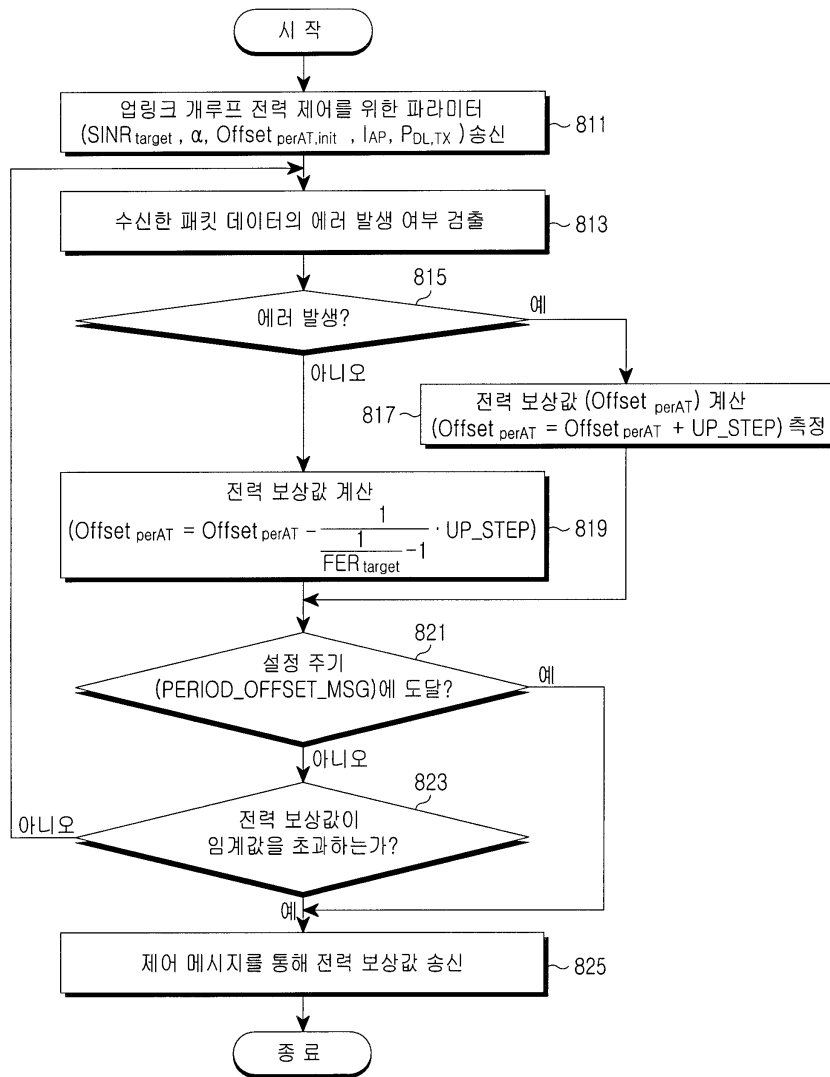 시 작
업링크 개루프 전력 제어를 위한 파라미터
(SINR target , α, Offset perAT,init , I AP, P DL,TX ) 송신
811
수신한 패킷 데이터의 에러 발생 여부 검출
813
815
에러 발생?
예
아니오
817
전력 보상값 (Offset perAT) 계산
(Offset perAT = Offset perAT + UP_STEP) 측정
전력 보상값 계산
(Offset perAT = Offset perAT - 1 / (1 / FER target - 1) · UP_STEP)
819
821
설정 주기
(PERIOD_OFFSET_MSG)에 도달?
예
아니오
823
아니오
전력 보상값이
임계값을 초과하는가?
예
제어 메시지를 통해 전력 보상값 송신
825
종 료